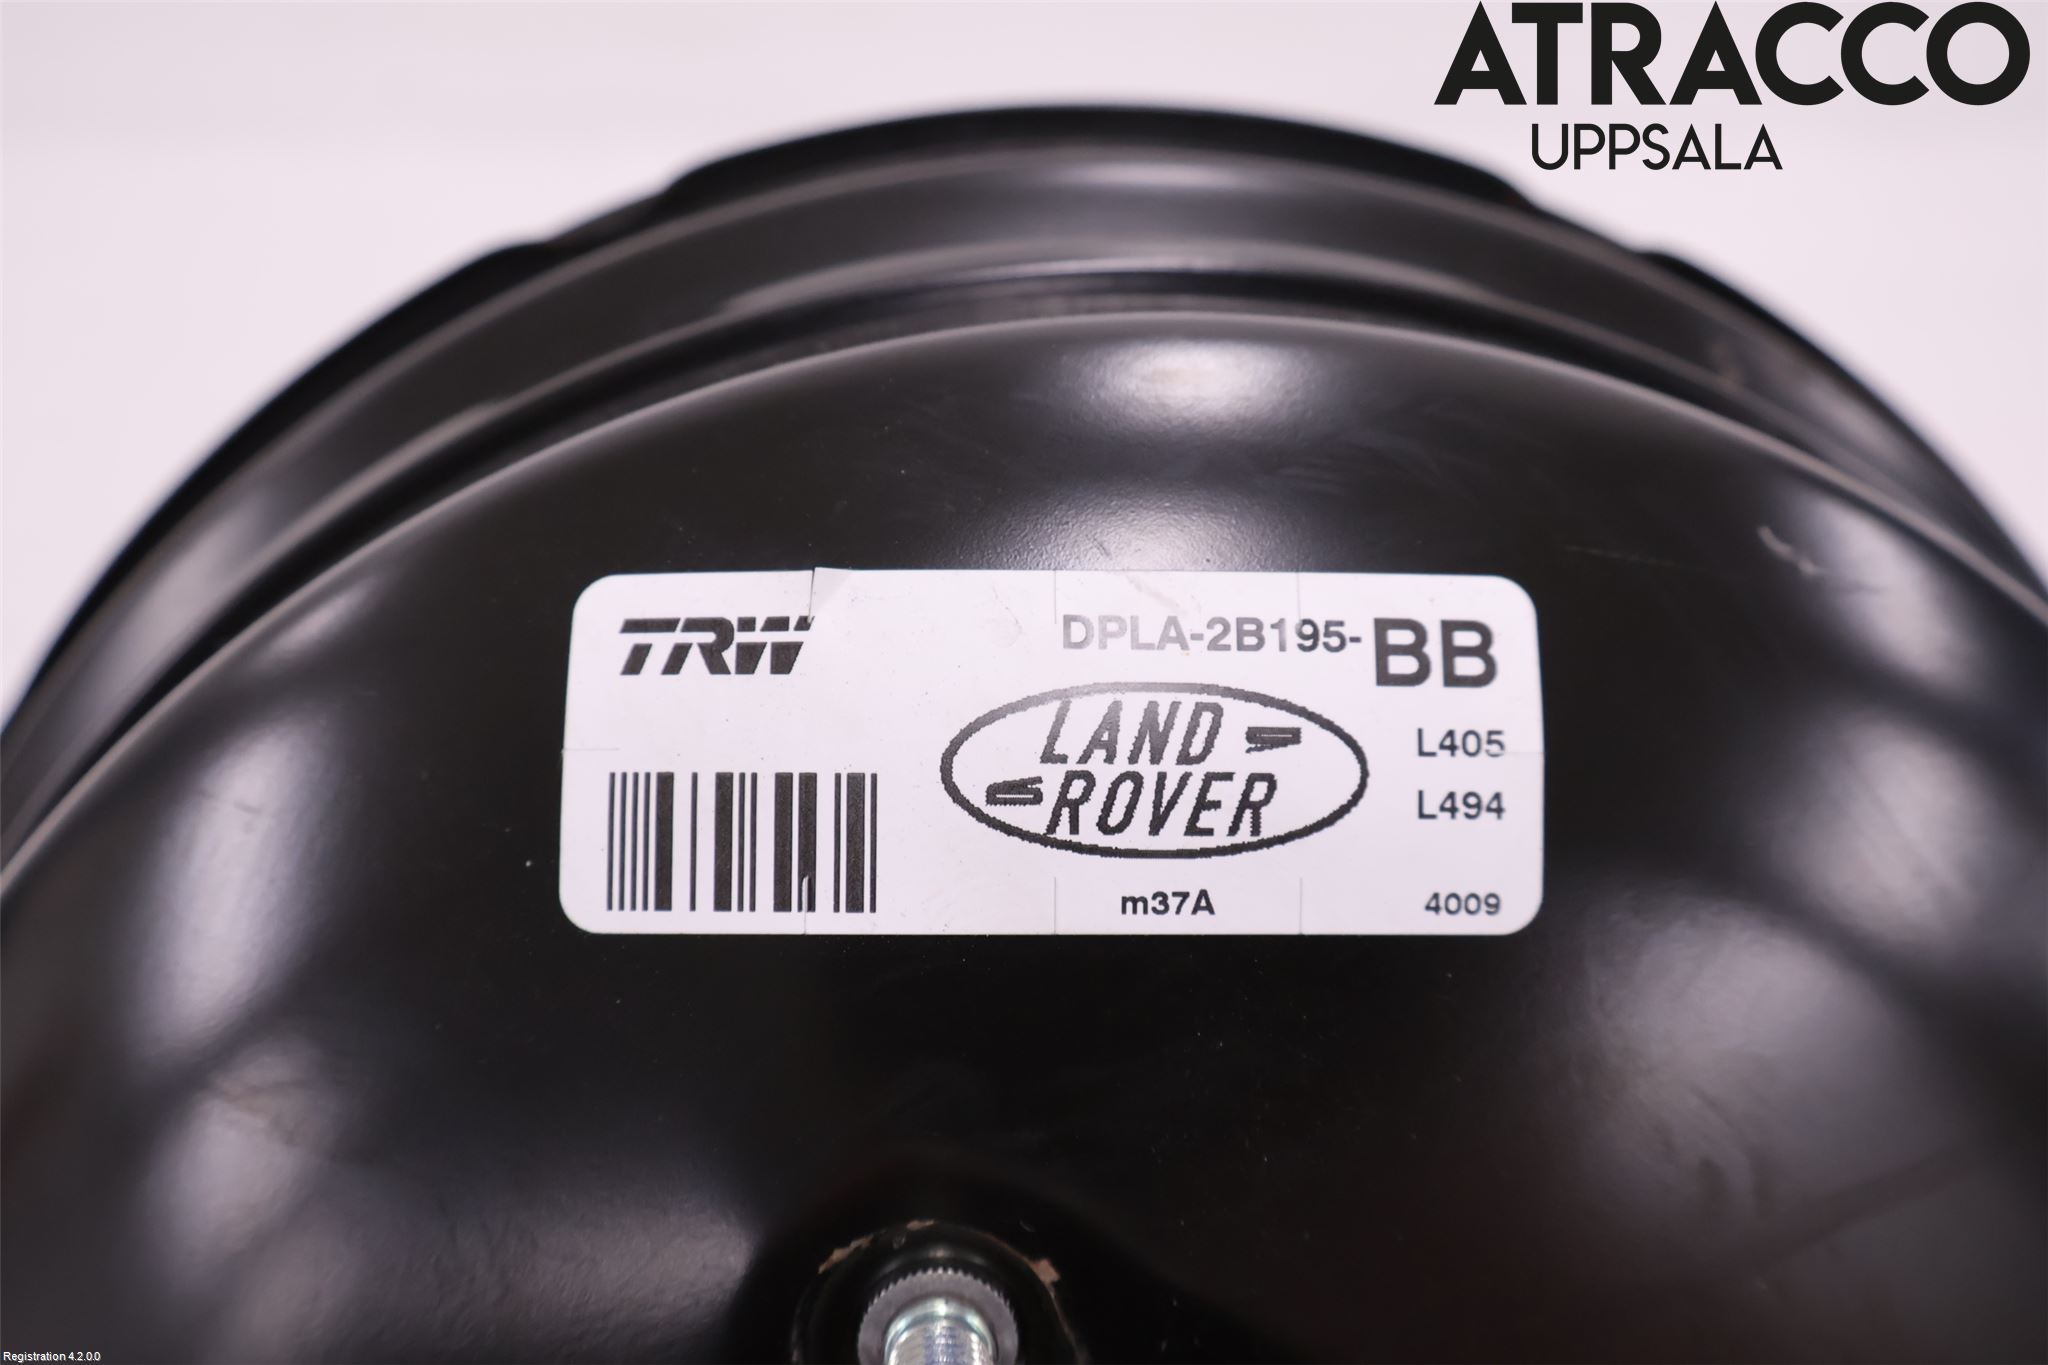 ATRACCO
UPPSALA
TRW
DPLA-2B195-BB
LAND
ROVER
L405
L494
m37A
4009
Registration 4.2.0.0